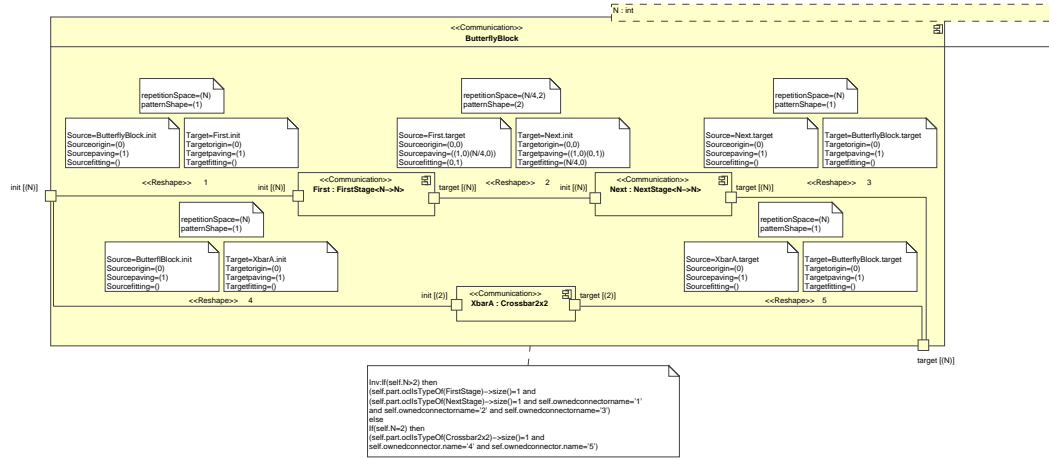 N : int
<<Communication>>
ButterflyBlock
repetitionSpace=(N)
patternShape=(1)
repetitionSpace=(N/4,2)
patternShape=(2)
repetitionSpace=(N)
patternShape=(1)
Source=ButterflyBlock.init
Sourceorigin=(0)
Sourcepaving=(1)
Sourcefitting=()
Target=First.init
Targetorigin=(0)
Targetpaving=(1)
Targetfitting=()
Source=First.target
Sourceorigin=(0,0)
Sourcepaving=((1,0)(N/4,0))
Sourcefitting=(0,1)
Target=Next.init
Targetorigin=(0,0)
Targetpaving=((1,0)(0,1))
Targetfitting=(N/4,0)
Source=Next.target
Sourceorigin=(0)
Sourcepaving=(1)
Sourcefitting=()
Target=ButterflyBlock.target
Targetorigin=(0)
Targetpaving=(1)
Targetfitting=()
init [(N)]
<<Reshape>> 1
init [(N)]
<<Communication>>
First : FirstStage<N->N>
target [(N)]
<<Reshape>> 2
init [(N)]
<<Communication>>
Next : NextStage<N->N>
target [(N)]
<<Reshape>> 3
repetitionSpace=(N)
patternShape=(1)
repetitionSpace=(N)
patternShape=(1)
Source=ButterflBlock.init
Sourceorigin=(0)
Sourcepaving=(1)
Sourcefitting=()
Target=XbarA.init
Targetorigin=(0)
Targetpaving=(1)
Targetfitting=()
Source=XbarA.target
Sourceorigin=(0)
Sourcepaving=(1)
Sourcefitting=()
Target=ButterflyBlock.target
Targetorigin=(0)
Targetpaving=(1)
Targetfitting=()
<<Reshape>> 4
init [(2)]
<<Communication>>
XbarA : Crossbar2x2
target [(2)]
<<Reshape>> 5
target [(N)]
Inv:If(self.N>2) then
(self.part.oclIsTypeOf(FirstStage)->size()=1 and
(self.part.oclIsTypeOf(NextStage)->size()=1 and self.ownedconnectorname='1'
and self.ownedconnectorname='2' and self.ownedconnectorname='3')
else
If(self.N=2) then
(self.part.oclIsTypeOf(Crossbar2x2)->size()=1 and
self.ownedconnector.name='4' and sef.ownedconnector.name='5')